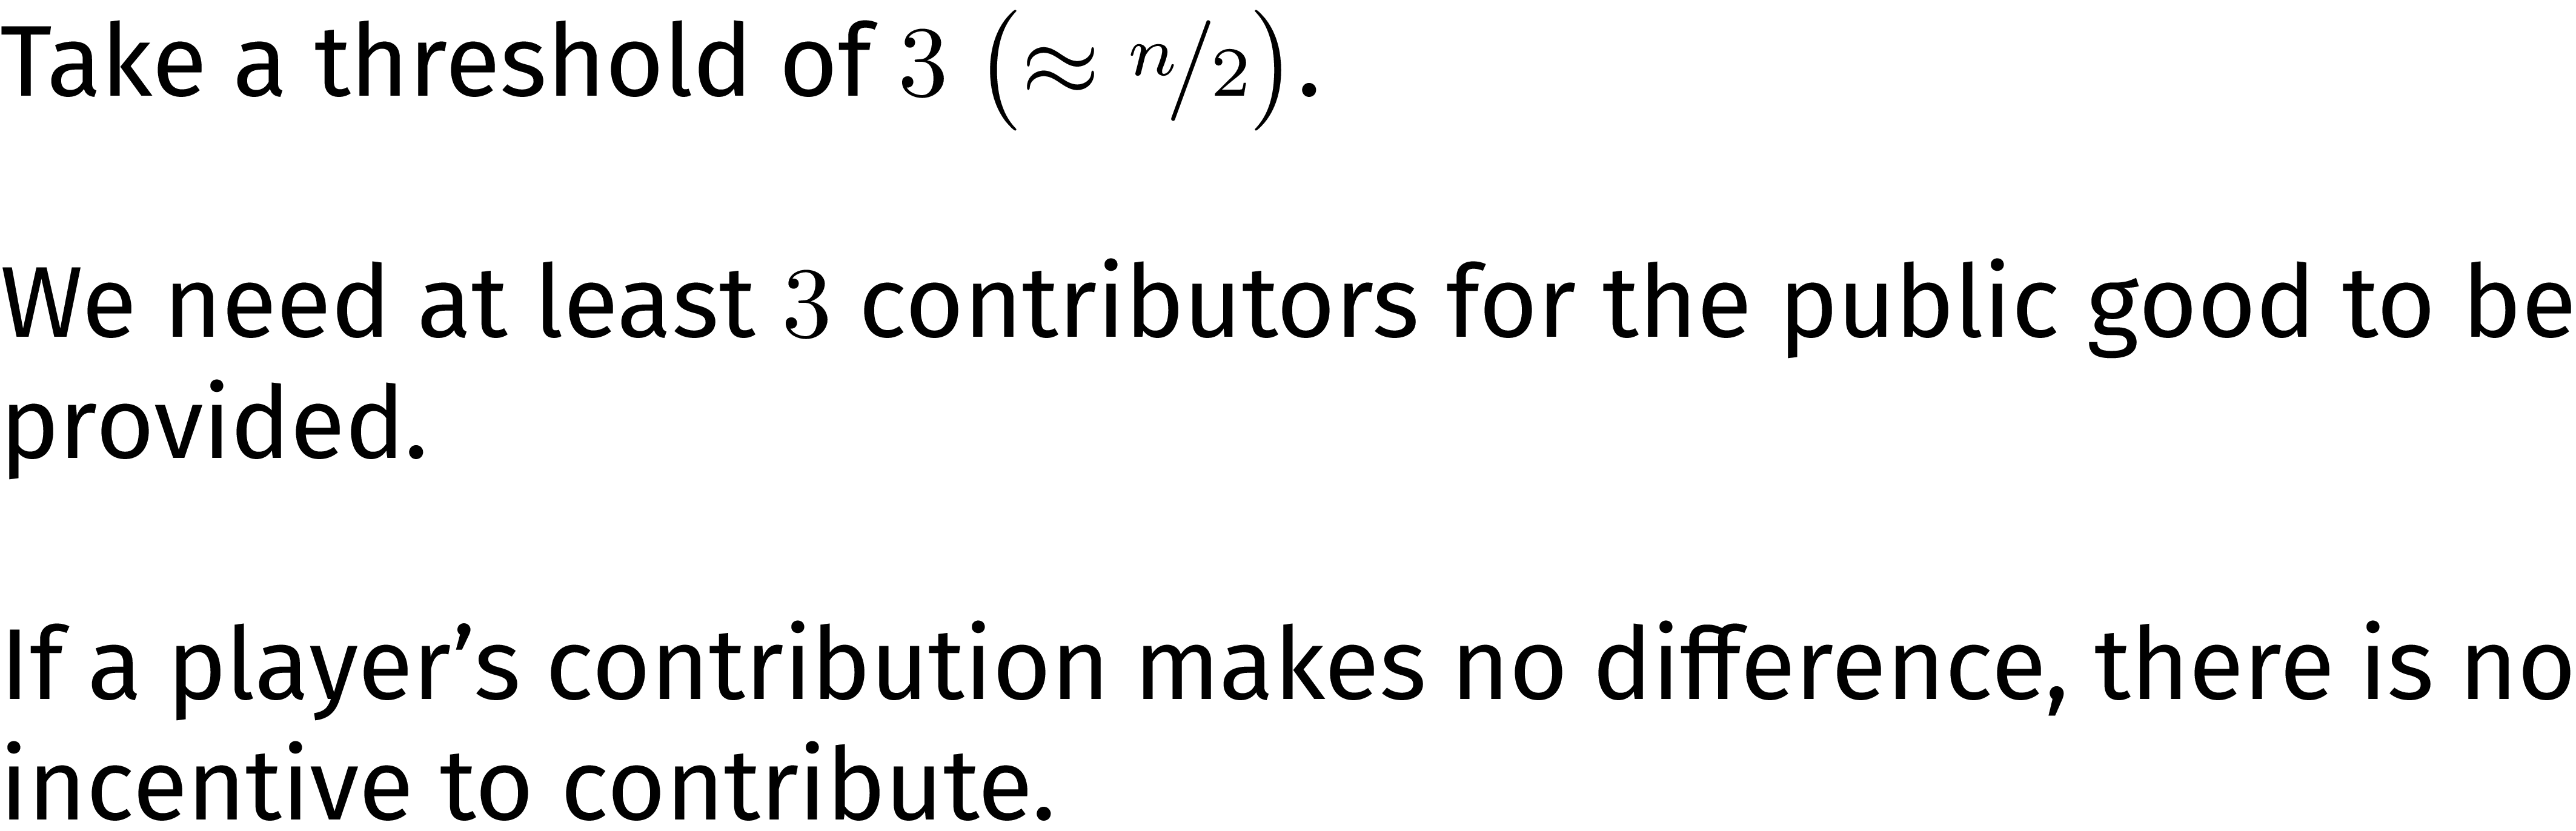 Take a threshold of 3 (≈ n/2).
We need at least 3 contributors for the public good to be
provided.
If a player’s contribution makes no difference, there is no
incentive to contribute.